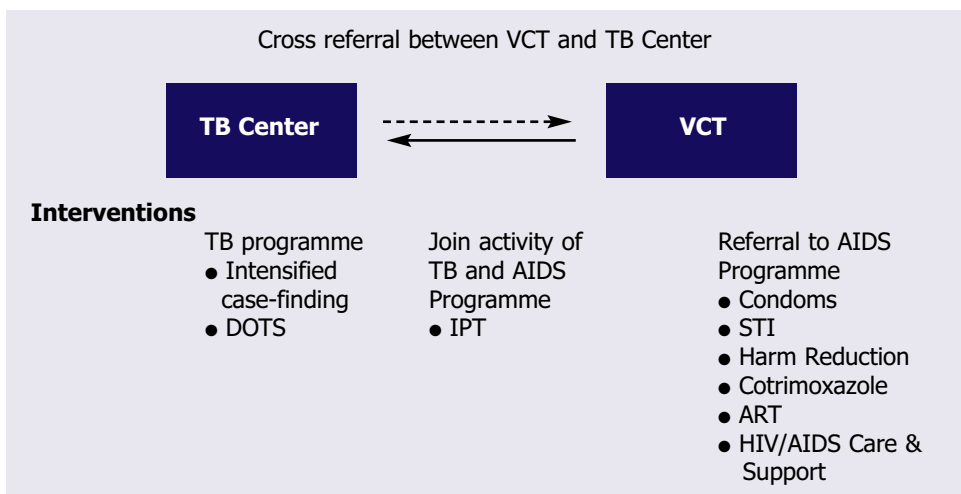 Cross referral between VCT and TB Center
TB Center
VCT
Interventions
TB programme
● Intensified
case-finding
● DOTS
Join activity of
TB and AIDS
Programme
● IPT
Referral to AIDS
Programme
● Condoms
● STI
● Harm Reduction
● Cotrimoxazole
● ART
● HIV/AIDS Care &
Support